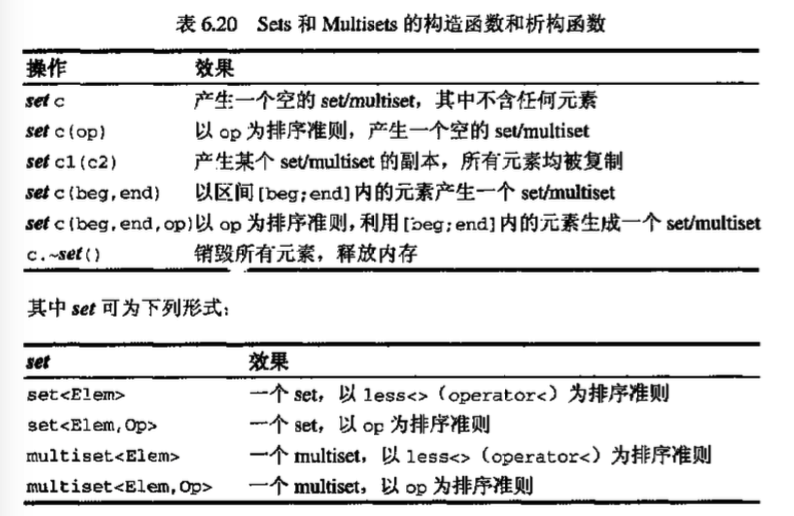 表 6.20 Sets 和 Multisets 的构造函数和析构函数
操作 效果
set c 产生一个空的 set/multiset，其中不含任何元素
set c(op) 以 op 为排序准则，产生一个空的 set/multiset
set c1(c2) 产生某个 set/multiset 的副本，所有元素均被复制
set c(beg,end) 以区间[beg;end]内的元素产生一个 set/multiset
set c(beg,end,op) 以 op 为排序准则，利用[beg;end]内的元素生成一个 set/multiset
c.~set() 销毁所有元素，释放内存
其中 set 可为下列形式：
set 效果
set<Elem> 一个 set，以 less<>（operator<）为排序准则
set<Elem,Op> 一个 set，以 op 为排序准则
multiset<Elem> 一个 multiset，以 less<>（operator<）为排序准则
multiset<Elem,Op> 一个 multiset，以 op 为排序准则